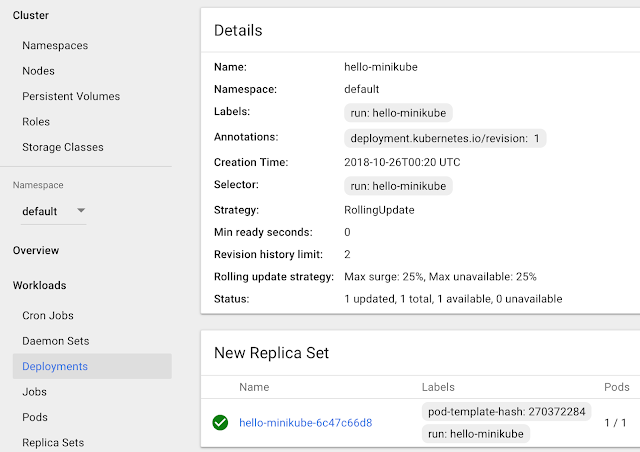 Cluster
Namespaces
Nodes
Persistent Volumes
Roles
Storage Classes
Namespace
default
Overview
Workloads
Cron Jobs
Daemon Sets
Deployments
Jobs
Pods
Replica Sets
Details
Name: hello-minikube
Namespace: default
Labels: run: hello-minikube
Annotations: deployment.kubernetes.io/revision: 1
Creation Time: 2018-10-26T00:20 UTC
Selector: run: hello-minikube
Strategy: RollingUpdate
Min ready seconds: 0
Revision history limit: 2
Rolling update strategy: Max surge: 25%, Max unavailable: 25%
Status: 1 updated, 1 total, 1 available, 0 unavailable
New Replica Set
Name Labels Pods
hello-minikube-6c47c66d8 pod-template-hash: 270372284 1 / 1
run: hello-minikube